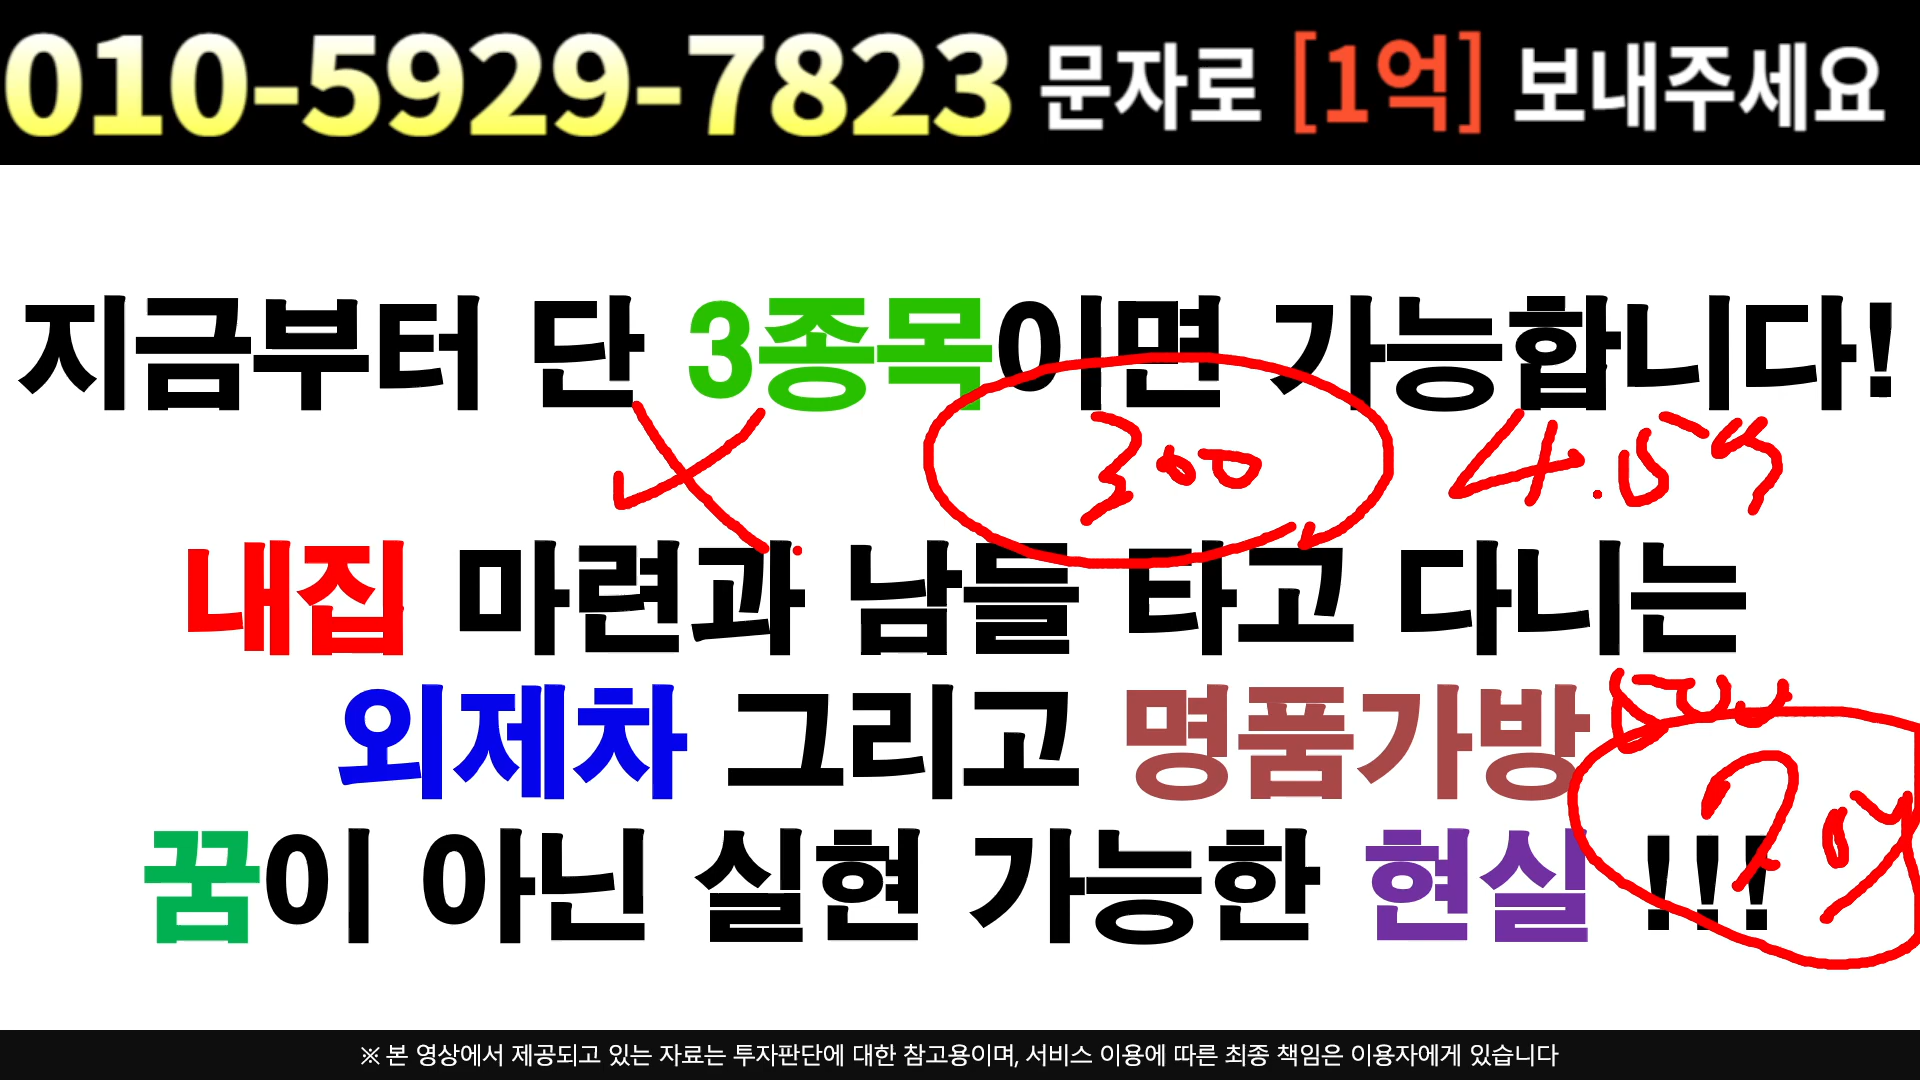 010-5929-7823 문자로 [1억] 보내주세요
지금부터 단 3종목이면 가능합니다!
300 4.5억
내집 마련과 남들 타고 다니는
외제차 그리고 명품가방
500
꿈이 아닌 실현 가능한 현실 !!!
※ 본 영상에서 제공되고 있는 자료는 투자판단에 대한 참고용이며, 서비스 이용에 따른 최종 책임은 이용자에게 있습니다